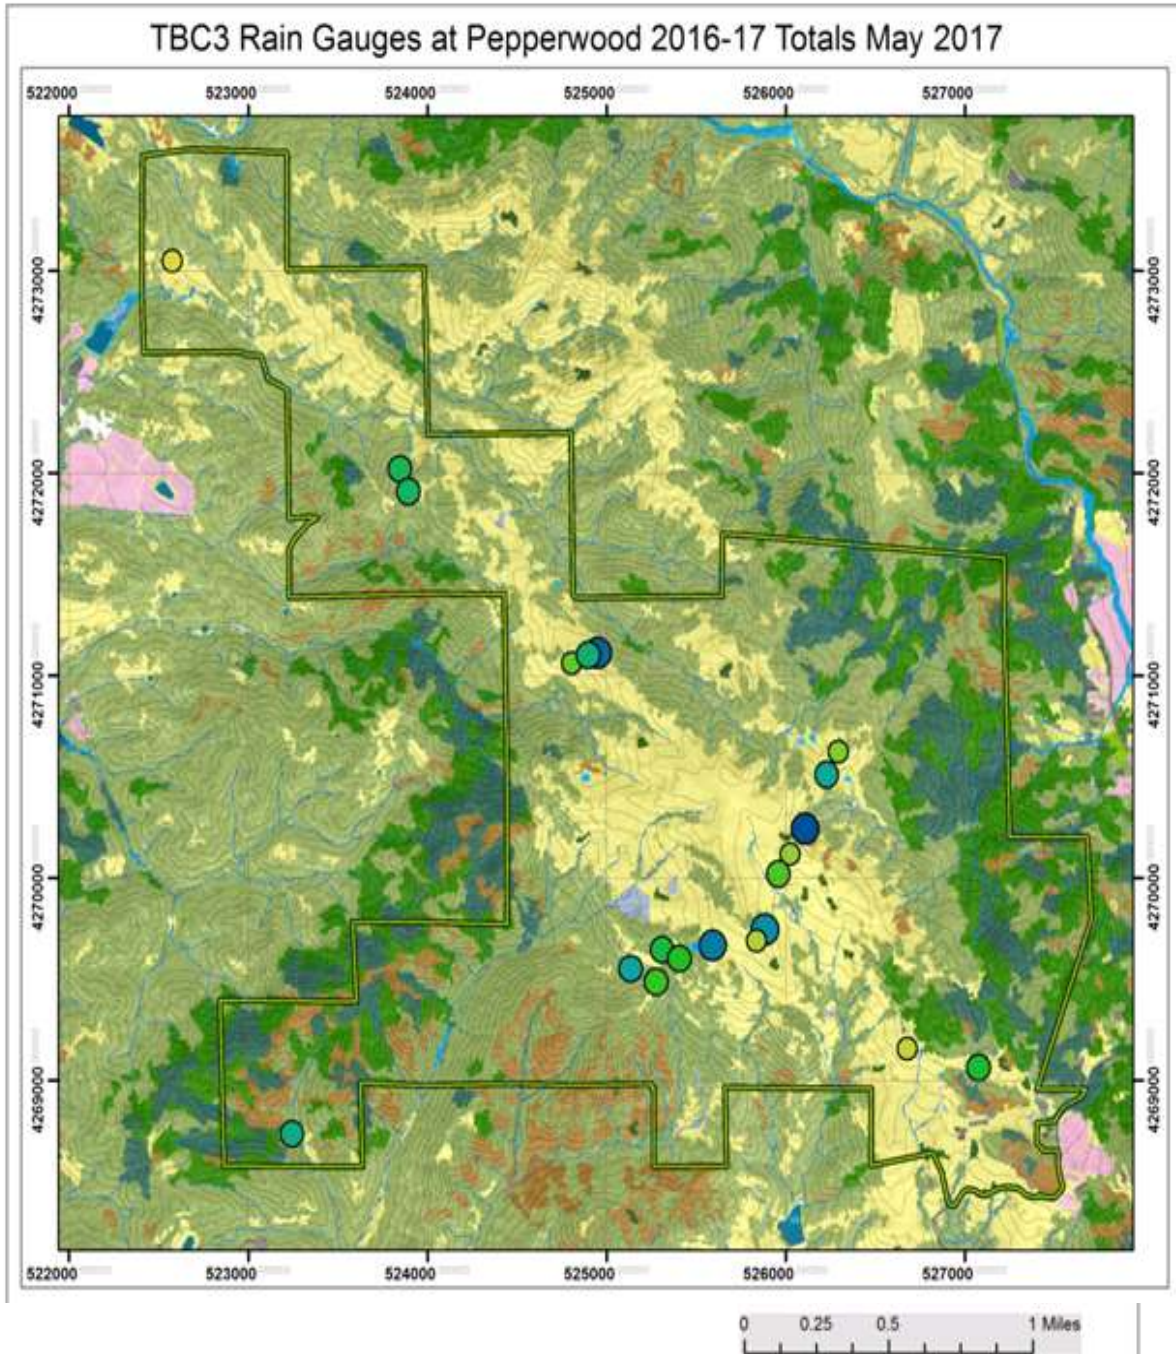 TBC3 Rain Gauges at Pepperwood 2016-17 Totals May 2017
522000 523000 524000 525000 526000 527000
4273000 4273000
4272000 4272000
4271000 4271000
4270000 4270000
4269000 4269000
522000 523000 524000 525000 526000 527000
0 0.25 0.5 1 Miles